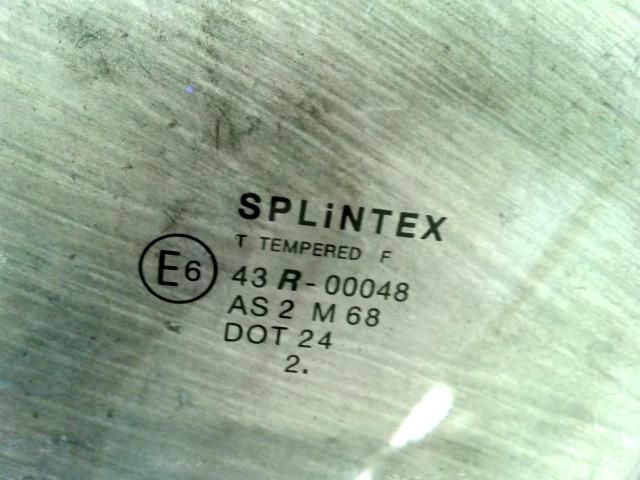 SPLiNTEX
T TEMPERED F
E6
43 R-00048
AS 2 M 68
DOT 24
2.